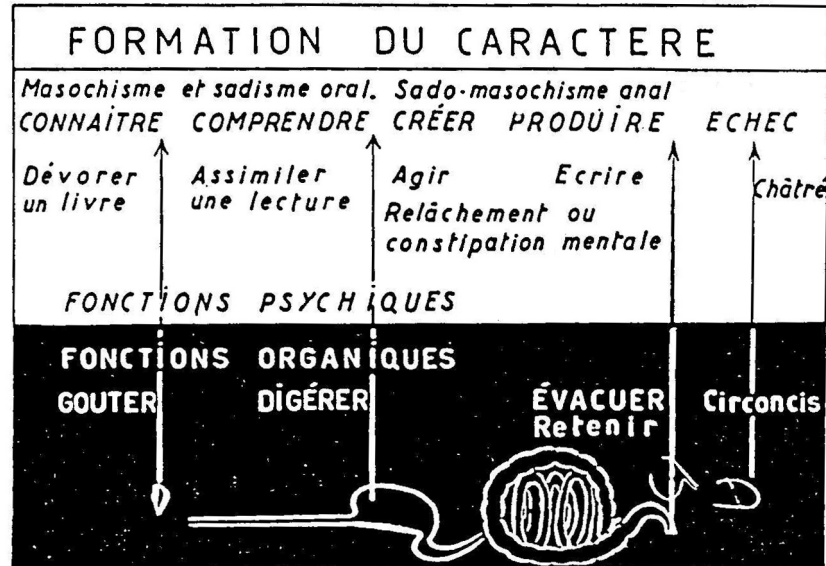 FORMATION DU CARACTERE
Masochisme et sadisme oral. Sado-masochisme anal
CONNAITRE COMPRENDRE CRÉER PRODUIRE ECHEC
Dévorer Assimiler Agir Ecrire Châtré
un livre une lecture Relâchement ou
constipation mentale
FONCTIONS PSYCHIQUES
FONCTIONS ORGANIQUES
GOUTER DIGÉRER ÉVACUER Circoncis
Retenir